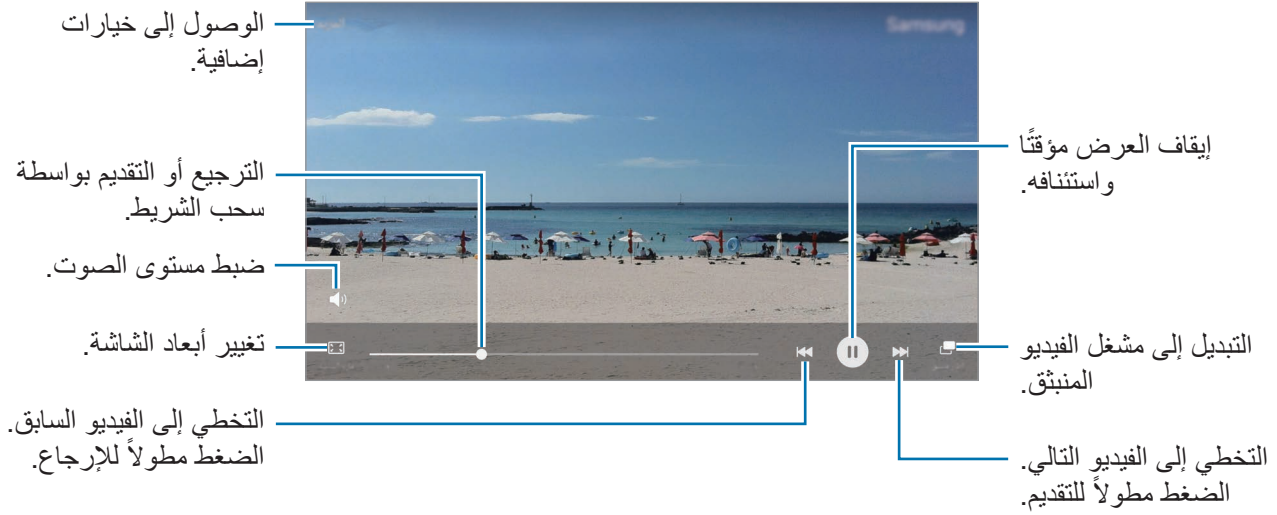 الوصول إلى خيارات
إضافية.
Samsung
الترجيع أو التقديم بواسطة
سحب الشريط.
ضبط مستوى الصوت.
تغيير أبعاد الشاشة.
التخطي إلى الفيديو السابق.
الضغط مطولاً للإرجاع.
إيقاف العرض مؤقتًا
واستئنافه.
التبديل إلى مشغل الفيديو
المنبثق.
التخطي إلى الفيديو التالي.
الضغط مطولاً للتقديم.